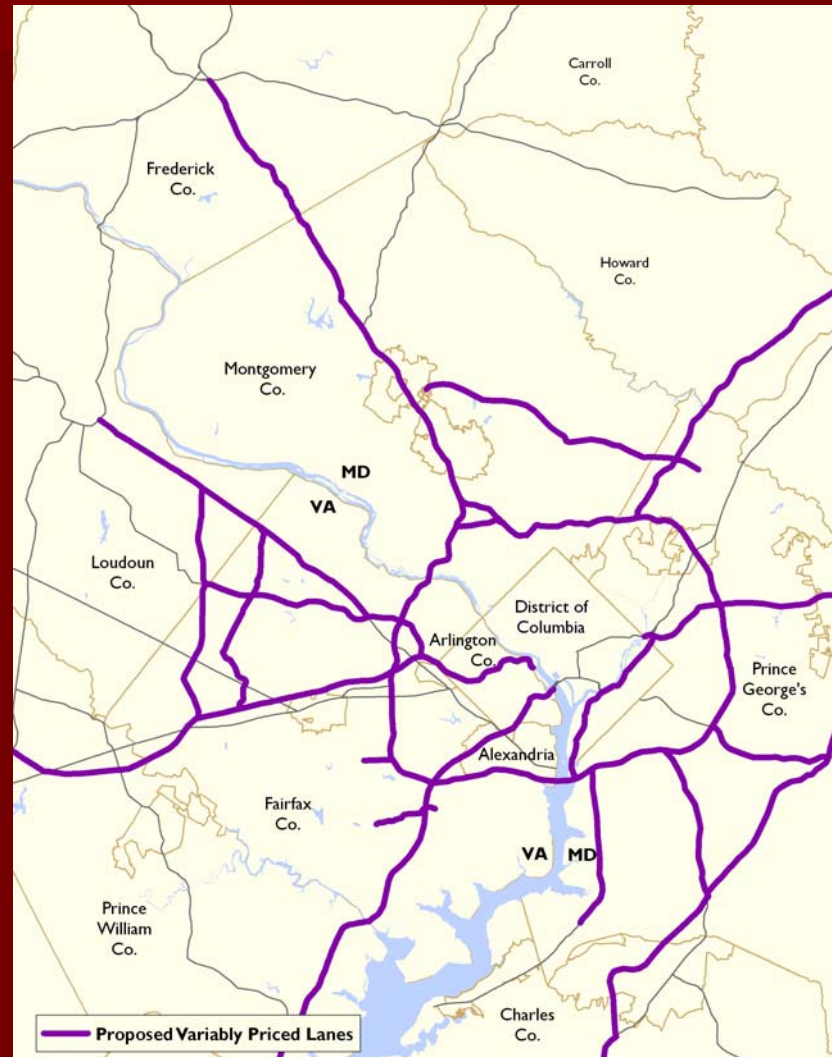 Carroll
Co.
Frederick
Co.
Howard
Co.
Montgomery
Co.
MD
VA
Loudoun
Co.
District of
Columbia
Arlington
Co.
Prince
George's
Co.
Alexandria
Fairfax
Co.
VA
MD
Prince
William
Co.
Charles
Co.
Proposed Variably Priced Lanes